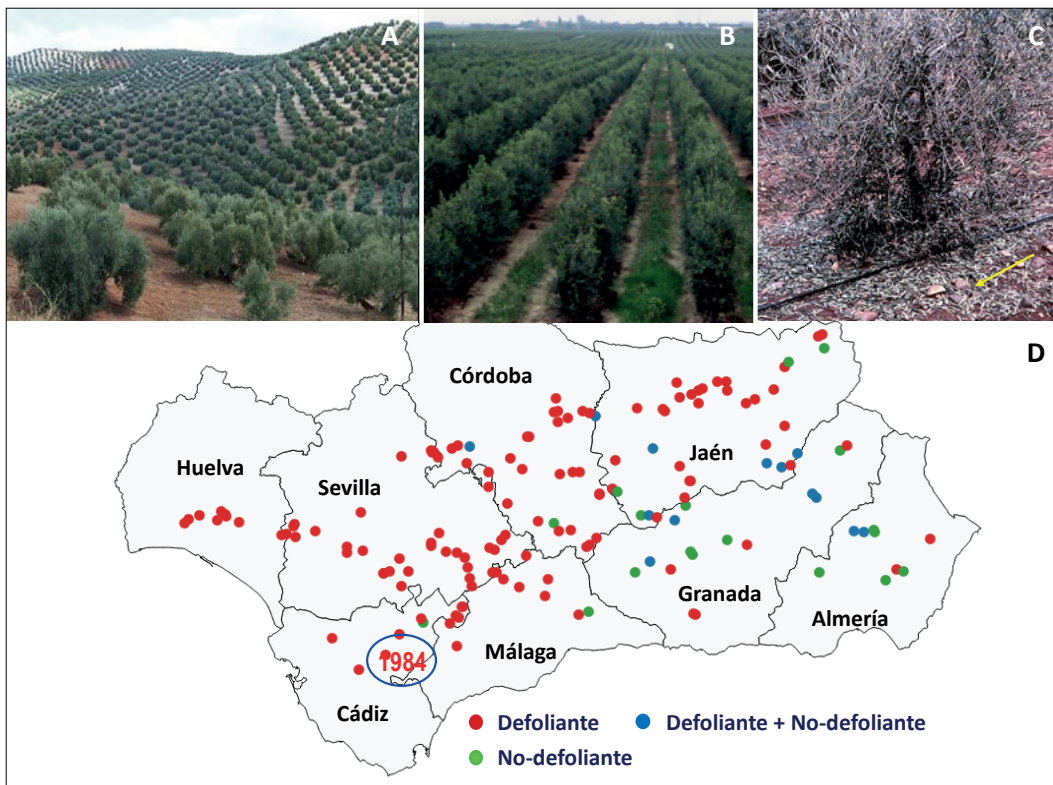 A
B
C
D
Córdoba
Jaén
Huelva
Sevilla
Granada
Almería
Málaga
1984
Cádiz
Defoliante
Defoliante + No-defoliante
No-defoliante